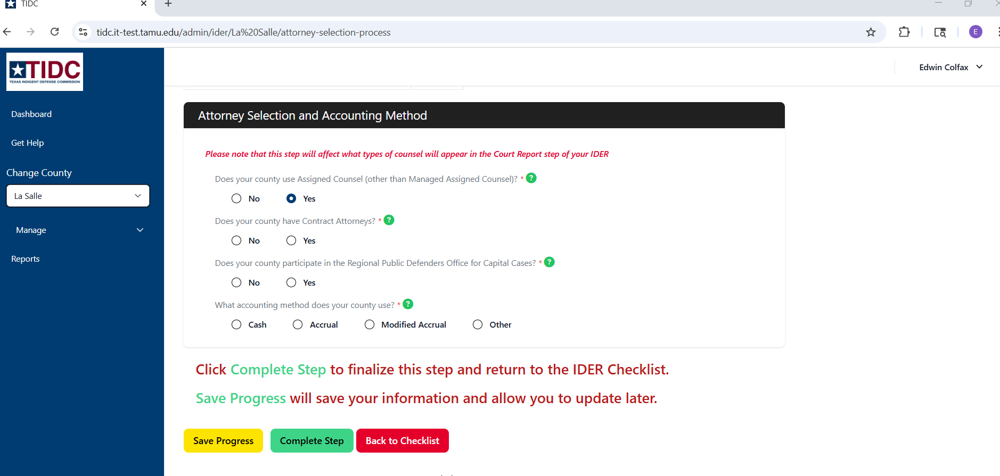 TIDC
tidc.it-test.tamu.edu/admin/ider/La%20Salle/attorney-selection-process
E
TIDC
TEXAS INDIGENT DEFENSE COMMISSION
Edwin Colfax
Dashboard
Get Help
Change County
La Salle
Manage
Reports
Attorney Selection and Accounting Method
Please note that this step will affect what types of counsel will appear in the Court Report step of your IDER
Does your county use Assigned Counsel (other than Managed Assigned Counsel)? * ?
No Yes
Does your county have Contract Attorneys? * ?
No Yes
Does your county participate in the Regional Public Defenders Office for Capital Cases? * ?
No Yes
What accounting method does your county use? * ?
Cash Accrual Modified Accrual Other
Click Complete Step to finalize this step and return to the IDER Checklist.
Save Progress will save your information and allow you to update later.
Save Progress Complete Step Back to Checklist